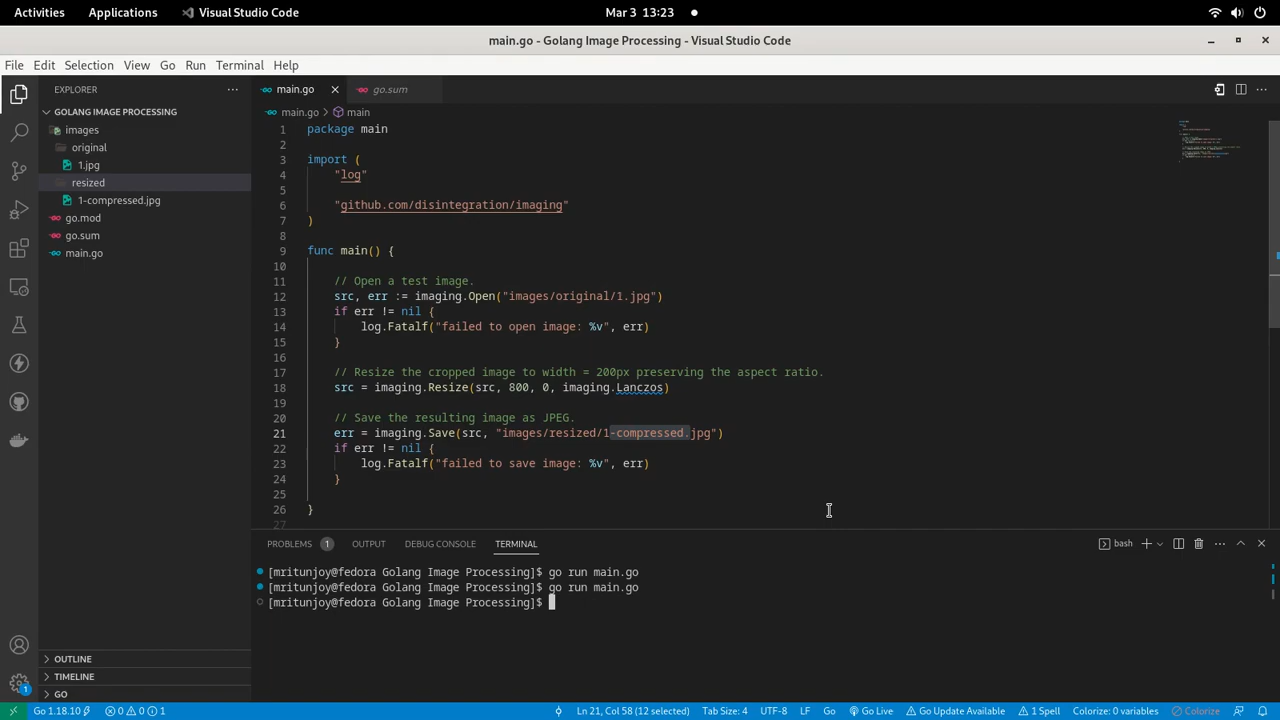 Activities Applications Visual Studio Code Mar 3 13:23
main.go - Golang Image Processing - Visual Studio Code
File Edit Selection View Go Run Terminal Help
EXPLORER
GOLANG IMAGE PROCESSING
images
original
1.jpg
resized
1-compressed.jpg
go.mod
go.sum
main.go
OUTLINE
TIMELINE
GO
main.go go.sum
main.go > main
1 package main
2
3 import (
4 "log"
5
6 "github.com/disintegration/imaging"
7 )
8
9 func main() {
10
11 // Open a test image.
12 src, err := imaging.Open("images/original/1.jpg")
13 if err != nil {
14 log.Fatalf("failed to open image: %v", err)
15 }
16
17 // Resize the cropped image to width = 200px preserving the aspect ratio.
18 src = imaging.Resize(src, 800, 0, imaging.Lanczos)
19
20 // Save the resulting image as JPEG.
21 err = imaging.Save(src, "images/resized/1-compressed.jpg")
22 if err != nil {
23 log.Fatalf("failed to save image: %v", err)
24 }
25
26 }
27
PROBLEMS 1 OUTPUT DEBUG CONSOLE TERMINAL bash
[mritunjoy@fedora Golang Image Processing]$ go run main.go
[mritunjoy@fedora Golang Image Processing]$ go run main.go
[mritunjoy@fedora Golang Image Processing]$
1
Go 1.18.10 0 0 1 Ln 21, Col 58 (12 selected) Tab Size: 4 UTF-8 LF Go Go Live Go Update Available 1 Spell Colorize: 0 variables Colorize